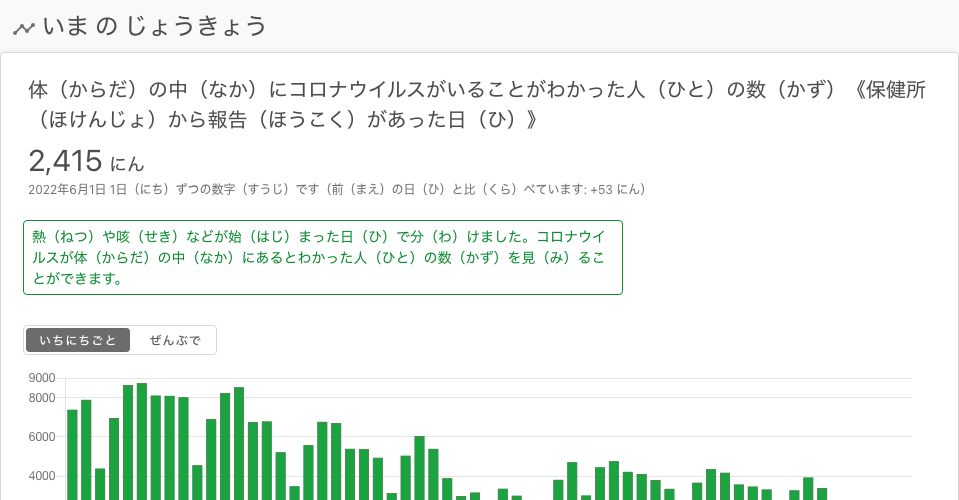 いま の じょうきょう
体（からだ）の中（なか）にコロナウイルスがいることがわかった人（ひと）の数（かず）《保健所
（ほけんじょ）から報告（ほうこく）があった日（ひ）》
2,415 にん
2022年6月1日 1日（にち）ずつの数字（すうじ）です（前（まえ）の日（ひ）と比（くら）べています: +53 にん）
熱（ねつ）や咳（せき）などが始（はじ）まった日（ひ）で分（わ）けました。コロナウイ
ルスが体（からだ）の中（なか）にあるとわかった人（ひと）の数（かず）を見（み）るこ
とができます。
いちにちごと ぜんぶで
9000
8000
6000
4000